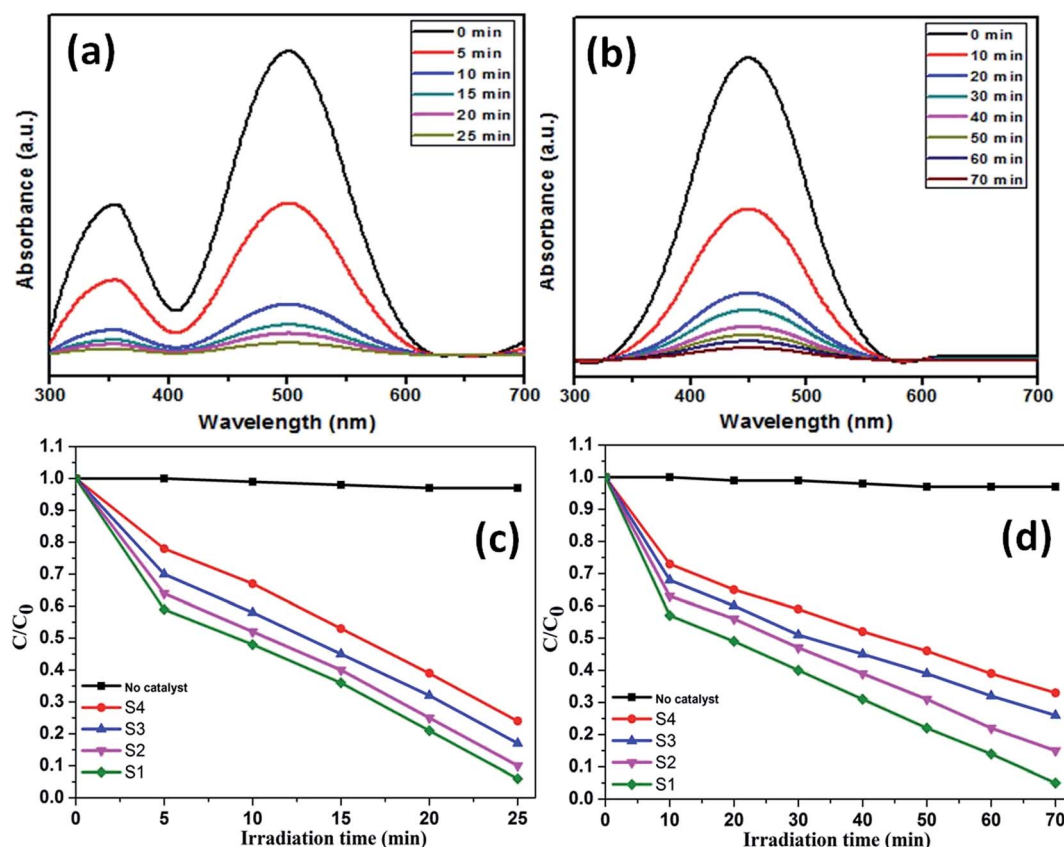 (a)
0 min
5 min
10 min
15 min
20 min
25 min
Absorbance (a.u.)
300 400 500 600 700
Wavelength (nm)
(b)
0 min
10 min
20 min
30 min
40 min
50 min
60 min
70 min
Absorbance (a.u.)
300 400 500 600 700
Wavelength (nm)
(c)
1.1
1.0
0.9
0.8
0.7
0.6
0.5
0.4
0.3
0.2
0.1
0.0
C/C0
No catalyst
S4
S3
S2
S1
0 5 10 15 20 25
Irradiation time (min)
(d)
1.1
1.0
0.9
0.8
0.7
0.6
0.5
0.4
0.3
0.2
0.1
0.0
C/C0
No catalyst
S4
S3
S2
S1
0 10 20 30 40 50 60 70
Irradiation time (min)